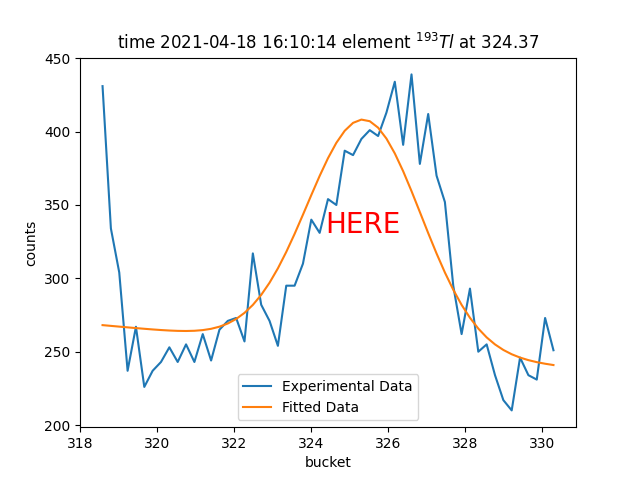 time 2021-04-18 16:10:14 element ¹⁹³Tl at 324.37
450
400
350
300
250
200
counts
HERE
Experimental Data
Fitted Data
318 320 322 324 326 328 330
bucket